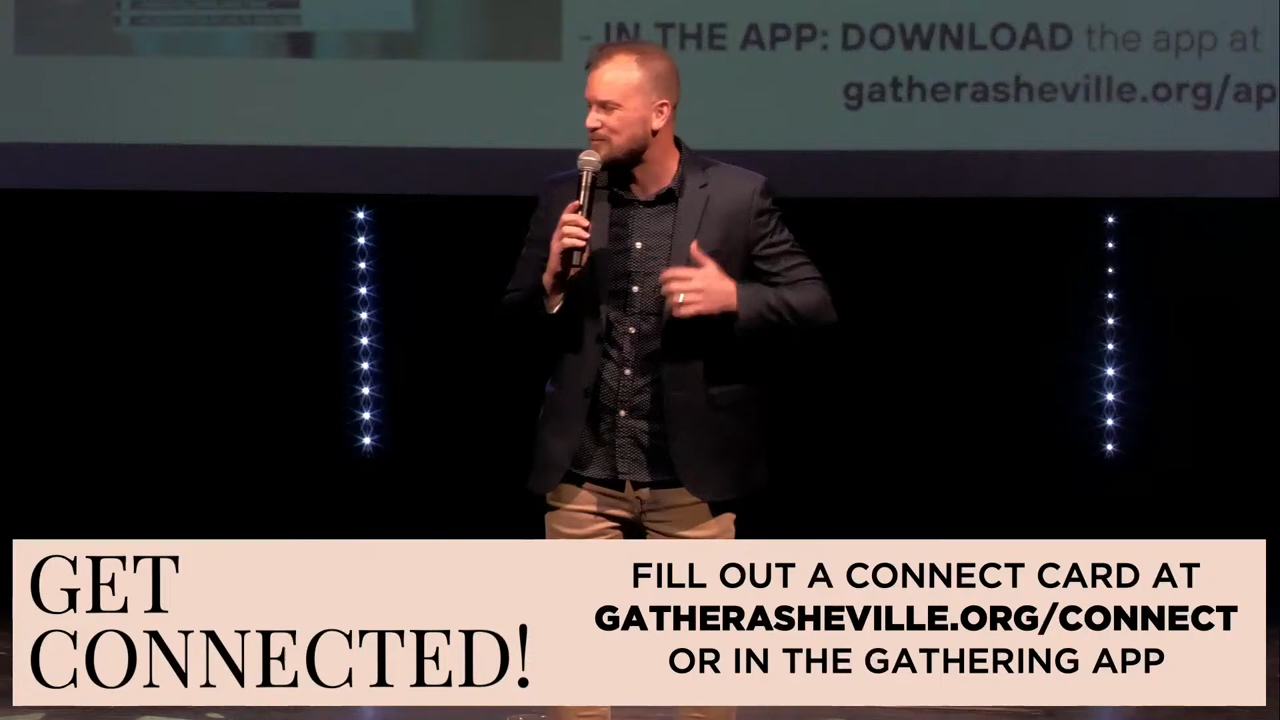 - IN THE APP: DOWNLOAD the app at
gatherasheville.org/ap
GET
CONNECTED!
FILL OUT A CONNECT CARD AT
GATHERASHEVILLE.ORG/CONNECT
OR IN THE GATHERING APP